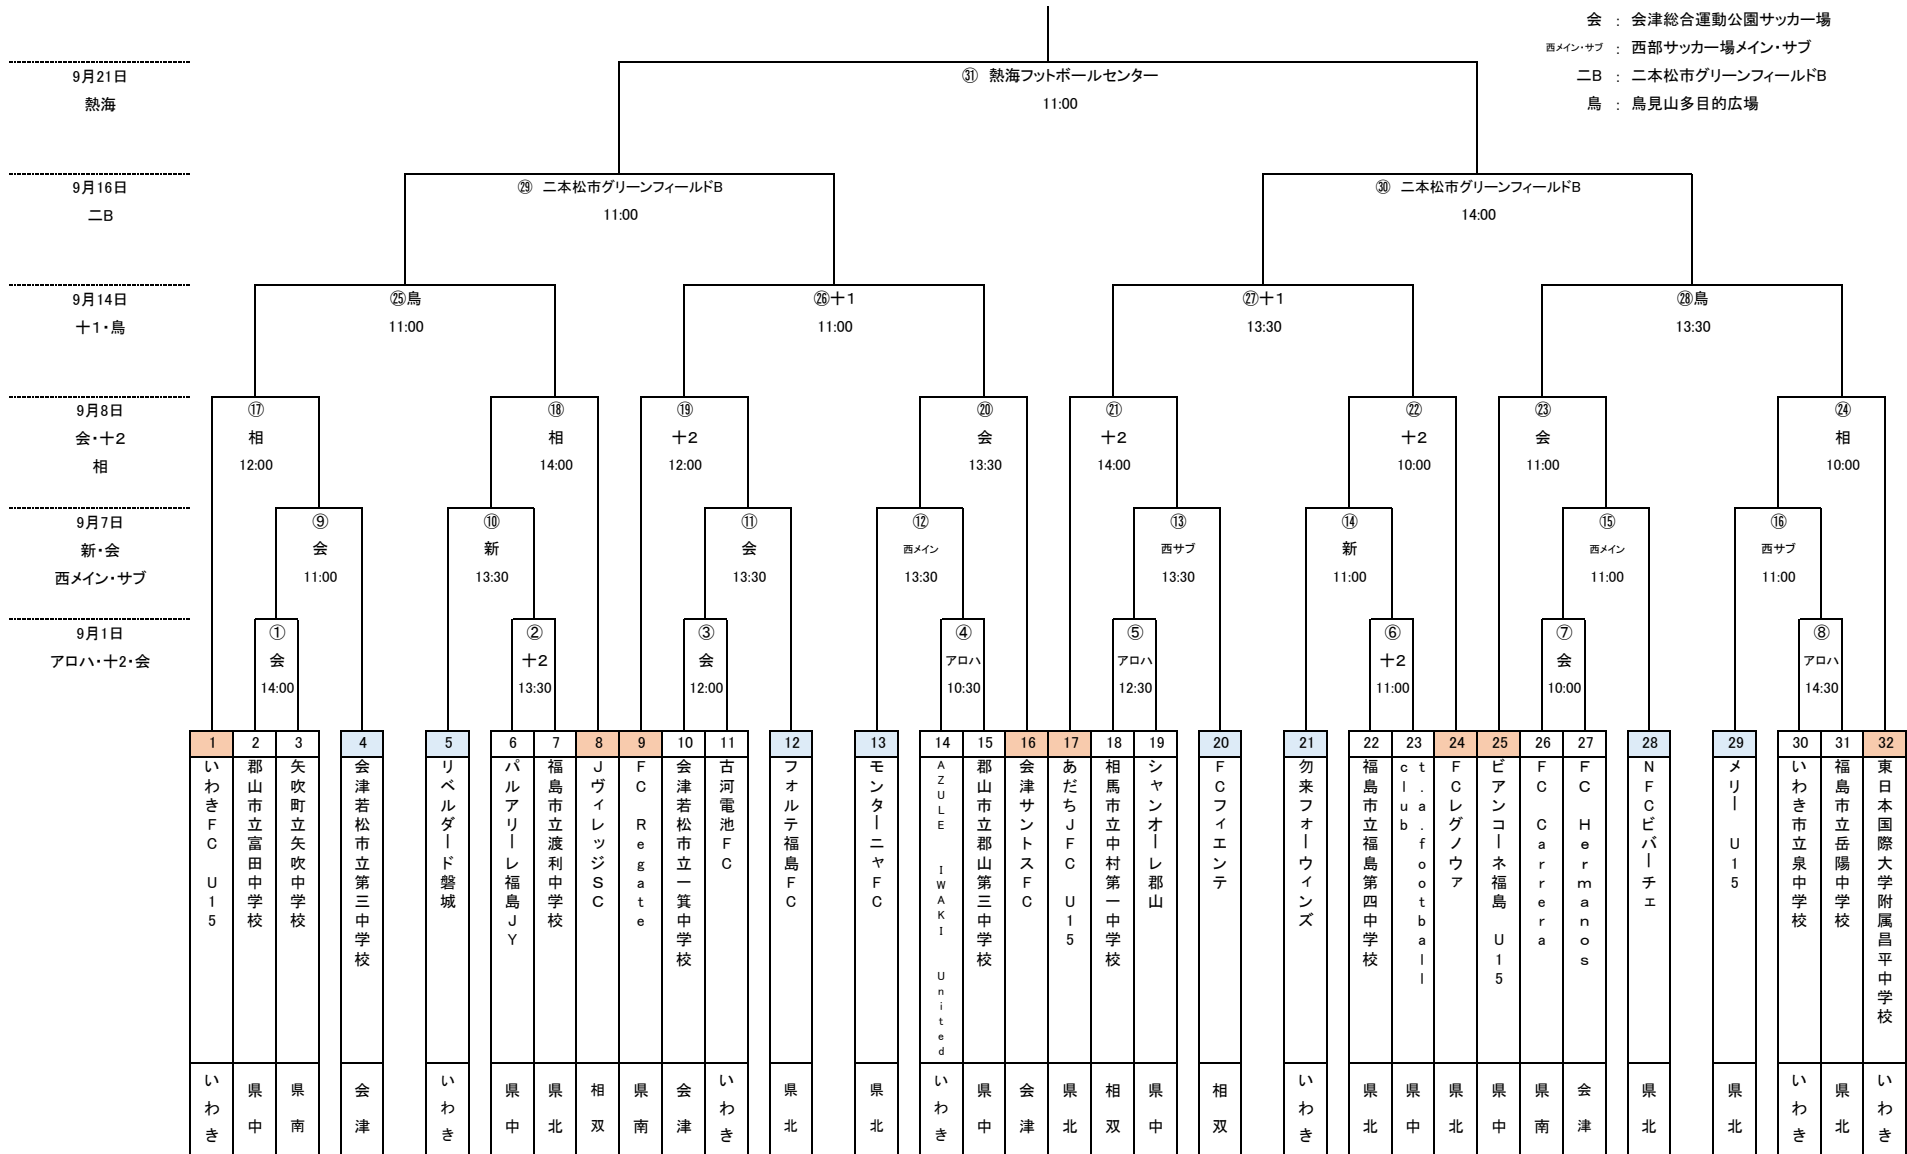 会 : 会津総合運動公園サッカー場
西メイン・サブ : 西部サッカー場メイン・サブ
二B : 二本松市グリーンフィールドB
鳥 : 鳥見山多目的広場
9月21日
熱海
㉛ 熱海フットボールセンター
11:00
9月16日
二B
㉙ 二本松市グリーンフィールドB
11:00
㉚ 二本松市グリーンフィールドB
14:00
9月14日
十1・鳥
㉕鳥
11:00
㉖十1
11:00
㉗十1
13:30
㉘鳥
13:30
9月8日
会・十2
相
⑰
相
12:00
⑱
相
14:00
⑲
十2
12:00
⑳
会
13:30
㉑
十2
14:00
㉒
十2
10:00
㉓
会
11:00
㉔
相
10:00
9月7日
新・会
西メイン・サブ
⑨
会
11:00
⑩
新
13:30
⑪
会
13:30
⑫
西メイン
13:30
⑬
西サブ
13:30
⑭
新
11:00
⑮
西メイン
11:00
⑯
西サブ
11:00
9月1日
アロハ・十2・会
①
会
14:00
②
十2
13:30
③
会
12:00
④
アロハ
10:30
⑤
アロハ
12:30
⑥
十2
11:00
⑦
会
10:00
⑧
アロハ
14:30
1
いわきFC U15
いわき
2
郡山市立富田中学校
県中
3
矢吹町立矢吹中学校
県南
4
会津若松市立第三中学校
会津
5
リベルダード磐城
いわき
6
パルアリーレ福島JY
県中
7
福島市立渡利中学校
県北
8
JヴィレッジSC
相双
9
FC Regate
県南
10
会津若松市立一箕中学校
会津
11
古河電池FC
いわき
12
フォルテ福島FC
県北
13
モンターニャFC
県北
14
AZULE IWAKI United
いわき
15
郡山市立郡山第三中学校
県中
16
会津サントスFC
会津
17
あだちJFC U15
県北
18
相馬市立中村第一中学校
相双
19
シャンオーレ郡山
県中
20
FCフィエンテ
相双
21
勿来フォーウィンズ
いわき
22
福島市立福島第四中学校
県北
23
t.a.football
club
県中
24
FCレグノウァ
県北
25
ビアンコーネ福島 U15
県中
26
FC Carrera
県南
27
FC Hermanos
会津
28
NFCビバーチェ
県北
29
メリー U15
県北
30
いわき市立泉中学校
いわき
31
福島市立岳陽中学校
県北
32
東日本国際大学附属昌平中学校
いわき